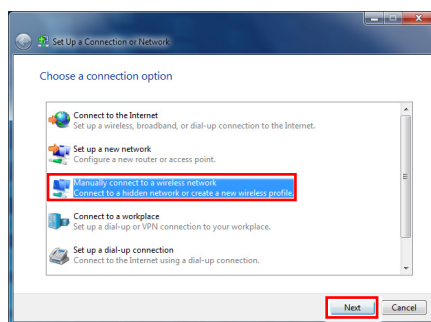 Set Up a Connection or Network
Choose a connection option
Connect to the Internet
Set up a wireless, broadband, or dial-up connection to the Internet.
Set up a new network
Configure a new router or access point.
Manually connect to a wireless network
Connect to a hidden network or create a new wireless profile.
Connect to a workplace
Set up a dial-up or VPN connection to your workplace.
Set up a dial-up connection
Connect to the Internet using a dial-up connection.
Next
Cancel